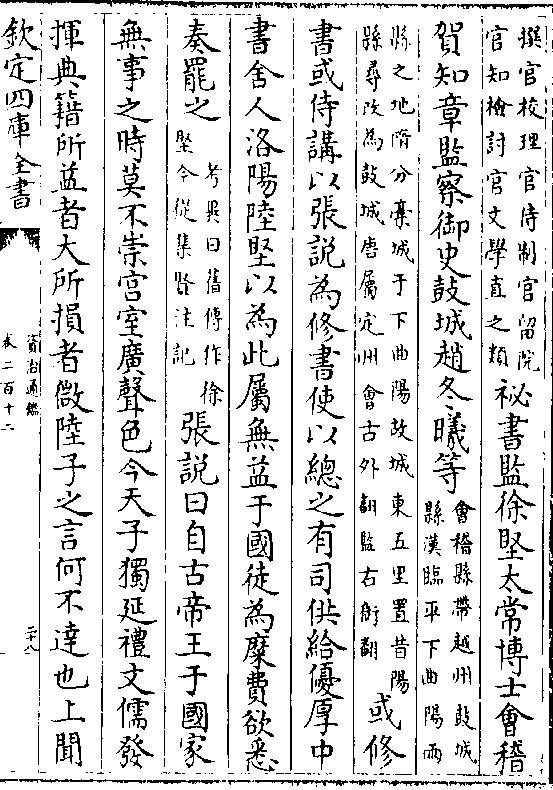 撰官校理官侍制官留院
官知檢討官文學直之類
祕書監徐堅太常博士會稽
賀知章監察御史鼓城趙冬曦等
會稽縣帶越州鼓城
縣漢臨平下曲陽兩
縣之地隋分藁城于下曲陽故城東五里置昔陽
縣尋改為鼓城唐屬定州會古外翻監右銜翻
或修
書或侍講以張說為修書使以總之有司供給優厚中
書舍人洛陽陸堅以為此屬無益于國徒為糜費欲悉
奏罷之
考異曰舊傳作徐
堅今從集賢注記
張說曰自古帝王于國家
無事之時莫不崇宮室廣聲色今天子獨延禮文儒發
揮典籍所益者大所損者微陸子之言何不達也上聞
欽定四庫全書
資治通鑑
卷二百十二
二十八